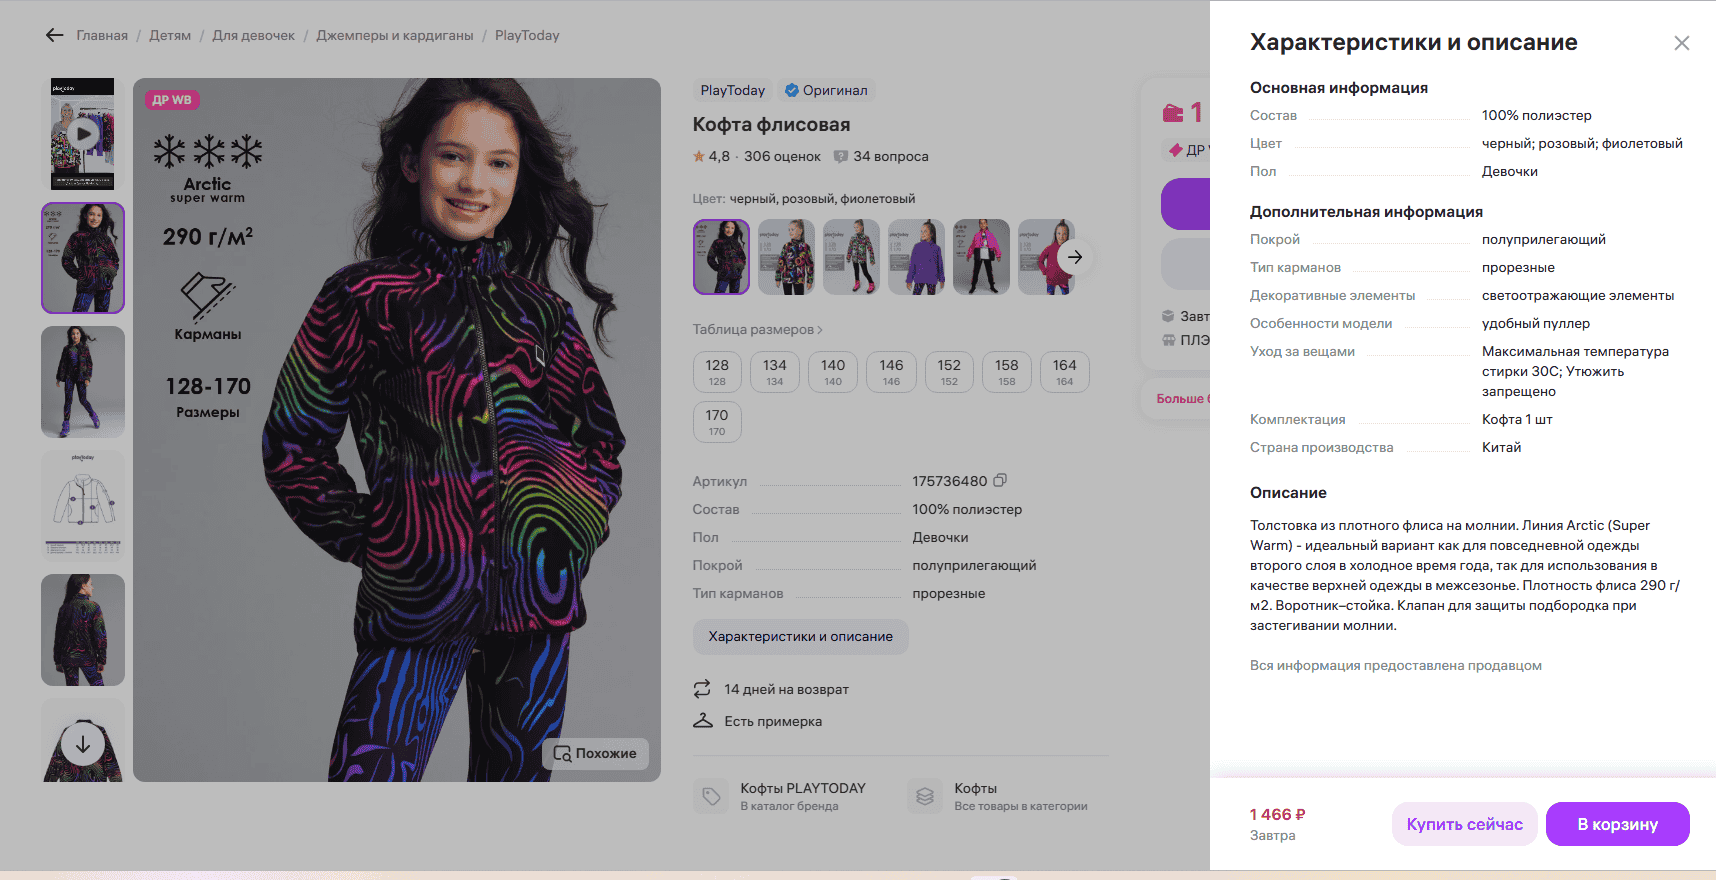 Главная / Детям / Для девочек / Джемперы и кардиганы / PlayToday
playtoday
ДР WB
Arctic
super warm
290 г/м²
Карманы
128-170
Размеры
Похожие
playtoday
PlayToday
Оригинал
Кофта флисовая
4,8 · 306 оценок
34 вопроса
Цвет: черный, розовый, фиолетовый
Таблица размеров
128 134 140 146 152 158 164
128 134 140 146 152 158 164
170
170
Артикул 175736480
Состав 100% полиэстер
Пол Девочки
Покрой полуприлегающий
Тип карманов прорезные
Характеристики и описание
14 дней на возврат
Есть примерка
Кофты PLAYTODAY
В каталог бренда
Кофты
Все товары в категории
1
ДР
Завт
ПЛЭ
Больше
Характеристики и описание
Основная информация
Состав 100% полиэстер
Цвет черный; розовый; фиолетовый
Пол Девочки
Дополнительная информация
Покрой полуприлегающий
Тип карманов прорезные
Декоративные элементы светоотражающие элементы
Особенности модели удобный пуллер
Уход за вещами Максимальная температура
стирки 30С; Утюжить
запрещено
Комплектация Кофта 1 шт
Страна производства Китай
Описание
Толстовка из плотного флиса на молнии. Линия Arctic (Super
Warm) - идеальный вариант как для повседневной одежды
второго слоя в холодное время года, так для использования в
качестве верхней одежды в межсезонье. Плотность флиса 290 г/
м2. Воротник–стойка. Клапан для защиты подбородка при
застегивании молнии.
Вся информация предоставлена продавцом
1 466 ₽
Завтра
Купить сейчас
В корзину